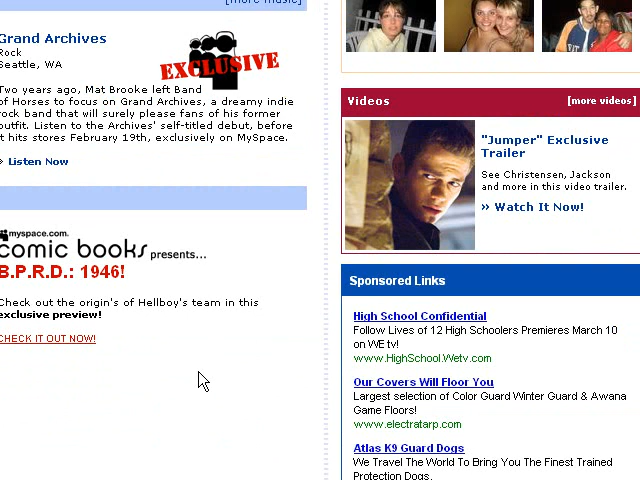 [more music]
Grand Archives
Rock
Seattle, WA
EXCLUSIVE
Two years ago, Mat Brooke left Band
of Horses to focus on Grand Archives, a dreamy indie
rock band that will surely please fans of his former
outfit. Listen to the Archives' self-titled debut, before
it hits stores February 19th, exclusively on MySpace.
» Listen Now
myspace.com.
comic books presents...
B.P.R.D.: 1946!
Check out the origin's of Hellboy's team in this
exclusive preview!
CHECK IT OUT NOW!
Videos
[more videos]
"Jumper" Exclusive
Trailer
See Christensen, Jackson
and more in this video trailer.
» Watch It Now!
Sponsored Links
High School Confidential
Follow Lives of 12 High Schoolers Premieres March 10
on WE tv!
www.HighSchool.Wetv.com
Our Covers Will Floor You
Largest selection of Color Guard Winter Guard & Awana
Game Floors!
www.electratarp.com
Atlas K9 Guard Dogs
We Travel The World To Bring You The Finest Trained
Protection Dogs.